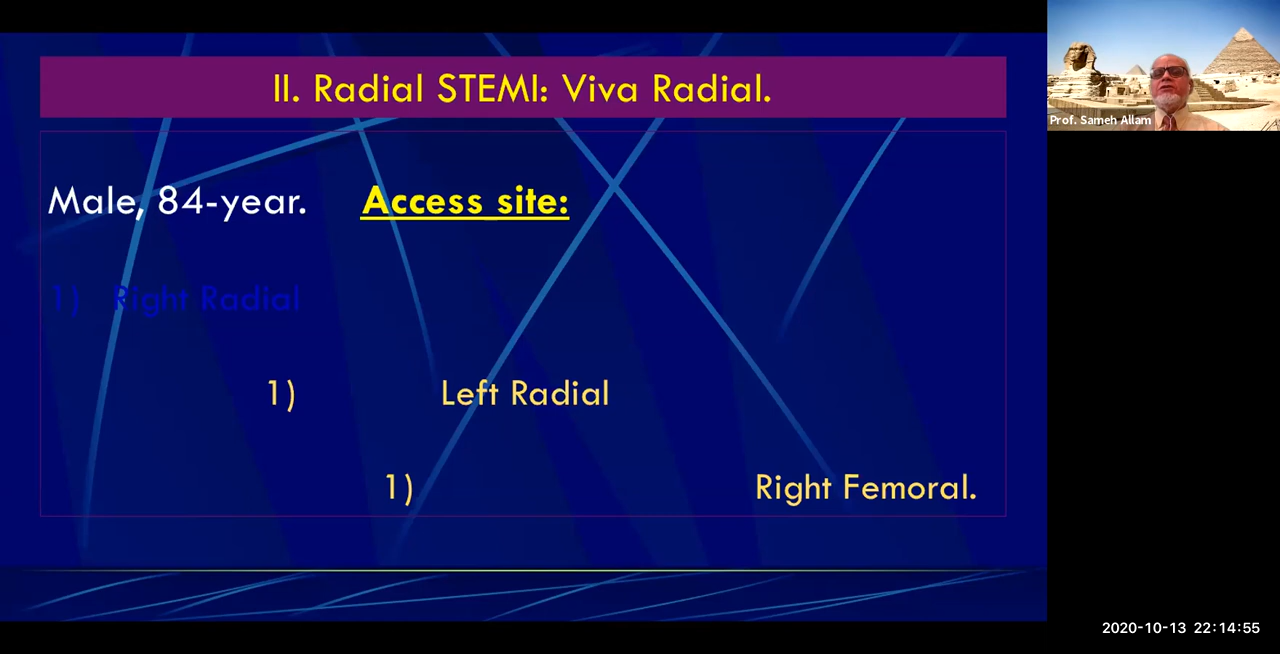 II. Radial STEMI: Viva Radial.
Male, 84-year. Access site:
1) Right Radial
1) Left Radial
1) Right Femoral.
Prof. Sameh Allam
2020-10-13 22:14:55